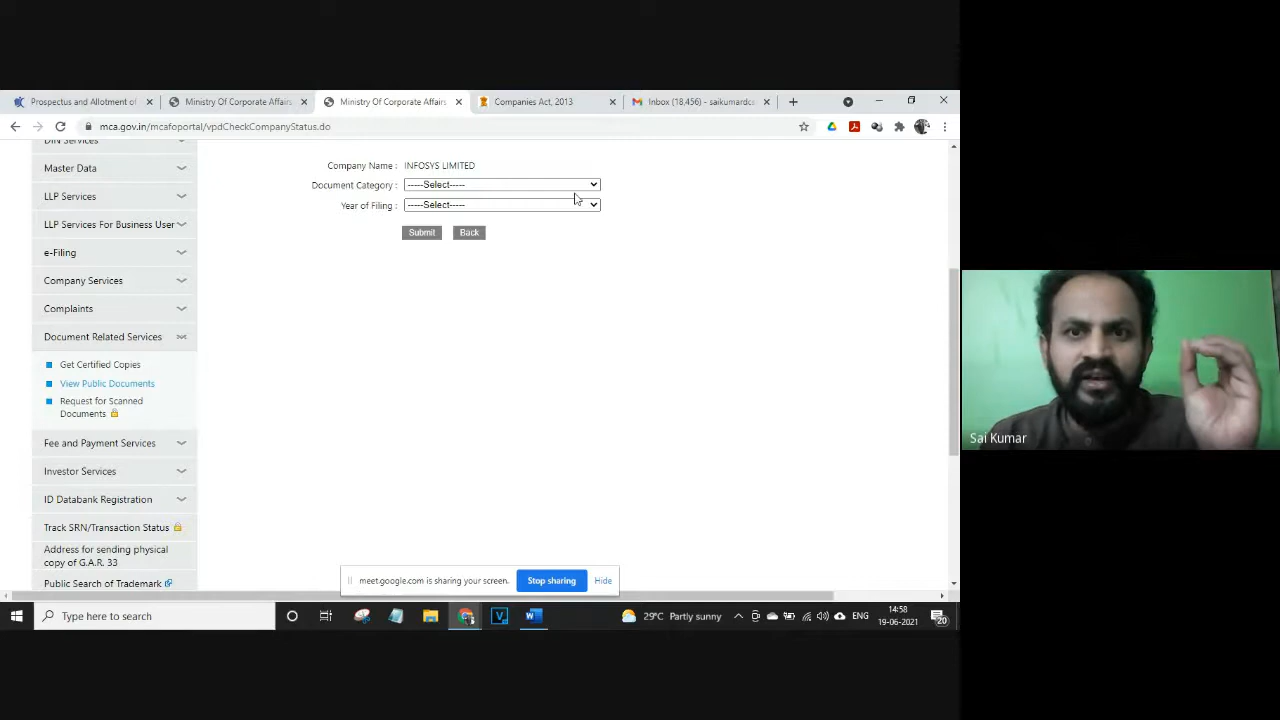 Prospectus and Allotment of
Ministry Of Corporate Affairs
Ministry Of Corporate Affairs
Companies Act, 2013
Inbox (18,456) - saikumardcs
mca.gov.in/mcafoportal/vpdCheckCompanyStatus.do
DIN Services
Master Data
LLP Services
LLP Services For Business User
e-Filing
Company Services
Complaints
Document Related Services
Get Certified Copies
View Public Documents
Request for Scanned
Documents
Fee and Payment Services
Investor Services
ID Databank Registration
Track SRN/Transaction Status
Address for sending physical
copy of G.A.R. 33
Public Search of Trademark
Company Name : INFOSYS LIMITED
Document Category : -----Select-----
Year of Filing : -----Select-----
Submit Back
meet.google.com is sharing your screen. Stop sharing Hide
Sai Kumar
Type here to search
29°C Partly sunny
ENG
14:58
19-06-2021
20